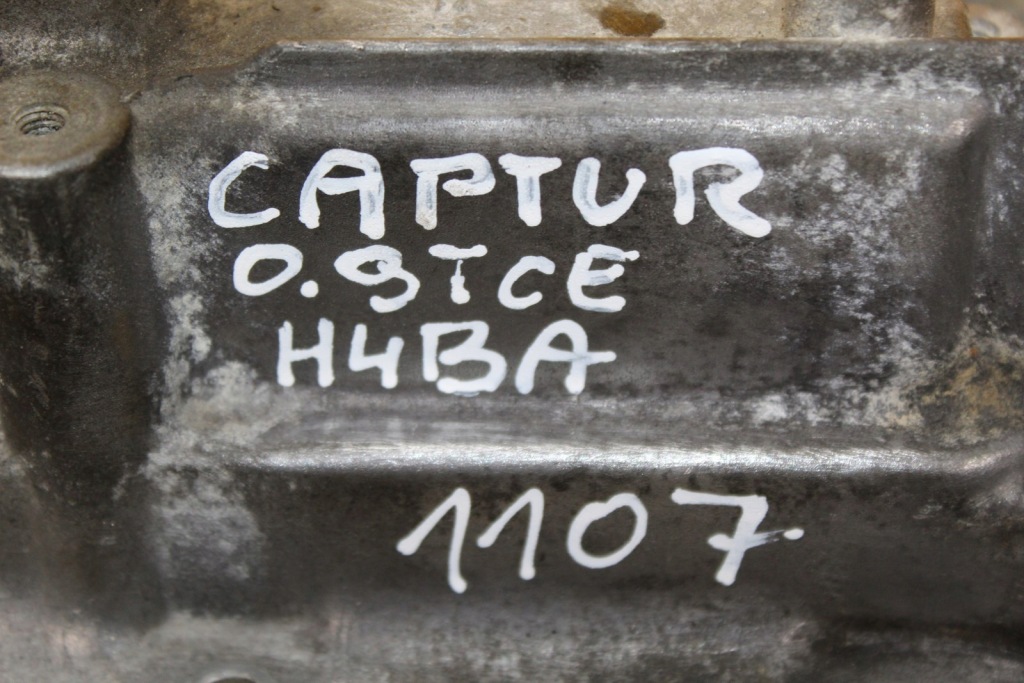 CAPTUR
0.9TCE
H4BA
1107